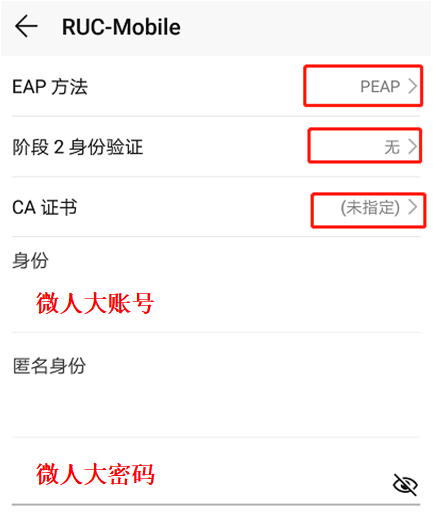 RUC-Mobile
EAP 方法 PEAP
阶段 2 身份验证 无
CA 证书 (未指定)
身份
微人大账号
匿名身份
微人大密码